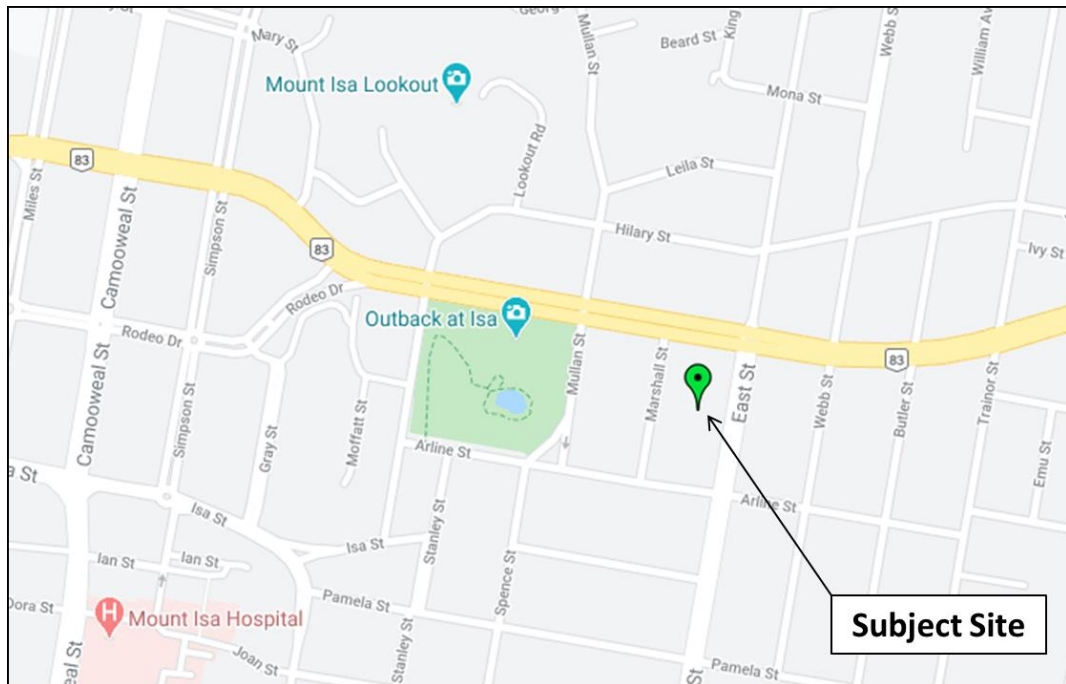 Mary St
Georg
Mullan St
Beard St
King
Webb St
William Av
Mount Isa Lookout
Mona St
83
Lookout Rd
Leila St
Miles St
Camooweal St
Simpson St
83
Hilary St
Ivy St
Rodeo Dr
Outback at Isa
Rodeo Dr
Camooweal St
Simpson St
Gray St
Moffatt St
Mullan St
Marshall St
East St
Webb St
83
Butler St
Trainor St
Emu St
Arline St
Arline St
a St
Isa St
Isa St
Stanley St
Spence St
Ian St
Ian St
Dora St
H Mount Isa Hospital
Pamela St
Joan St
eal St
Stanley St
East St
Pamela St
Subject Site